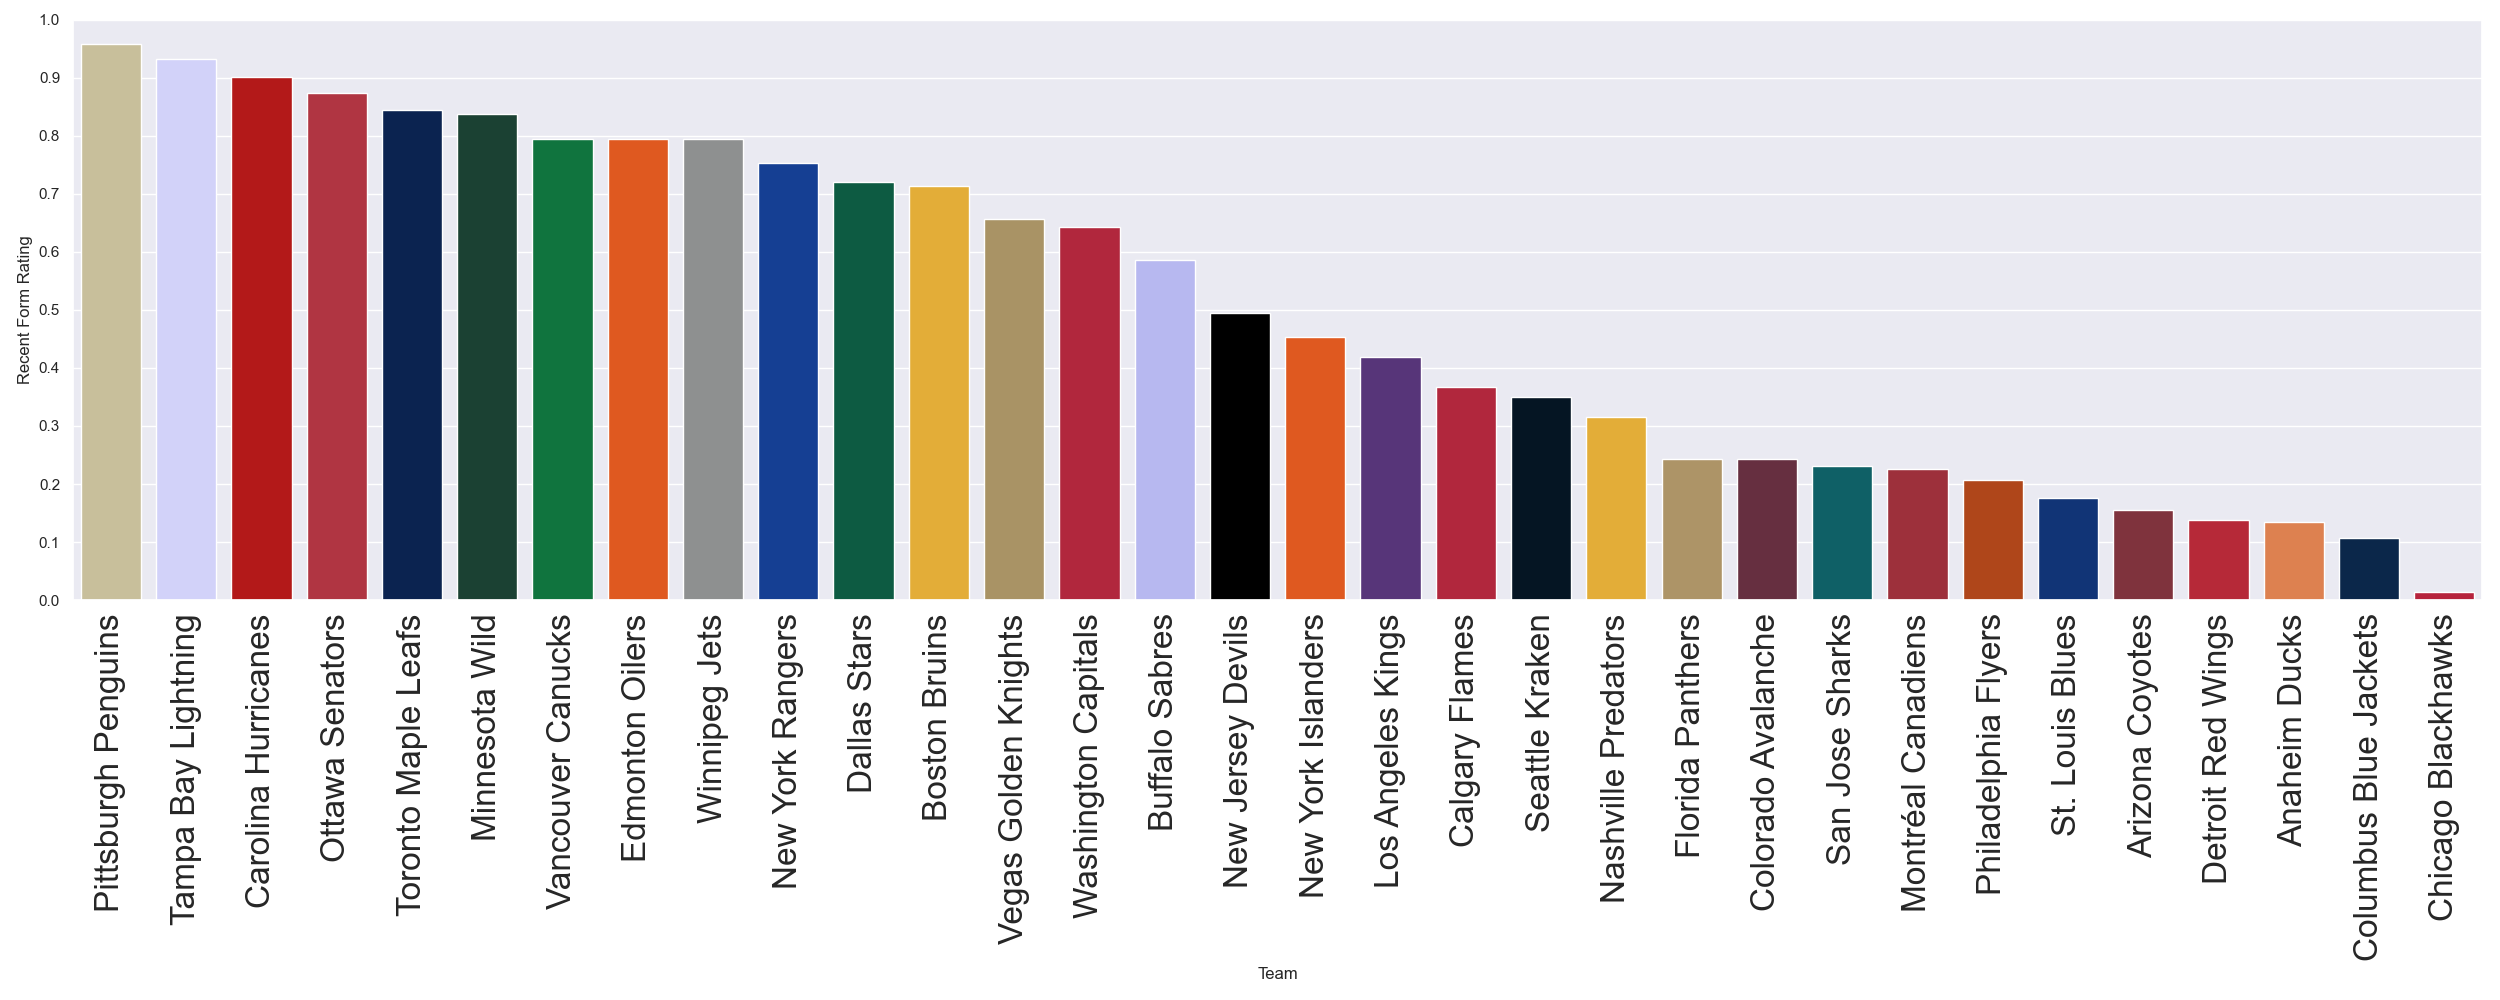 1.0
0.9
0.8
0.7
0.6
0.5
0.4
0.3
0.2
0.1
0.0
Recent Form Rating
Pittsburgh Penguins
Tampa Bay Lightning
Carolina Hurricanes
Ottawa Senators
Toronto Maple Leafs
Minnesota Wild
Vancouver Canucks
Edmonton Oilers
Winnipeg Jets
New York Rangers
Dallas Stars
Boston Bruins
Vegas Golden Knights
Washington Capitals
Buffalo Sabres
New Jersey Devils
New York Islanders
Los Angeles Kings
Calgary Flames
Seattle Kraken
Nashville Predators
Florida Panthers
Colorado Avalanche
San Jose Sharks
Montréal Canadiens
Philadelphia Flyers
St. Louis Blues
Arizona Coyotes
Detroit Red Wings
Anaheim Ducks
Columbus Blue Jackets
Chicago Blackhawks
Team